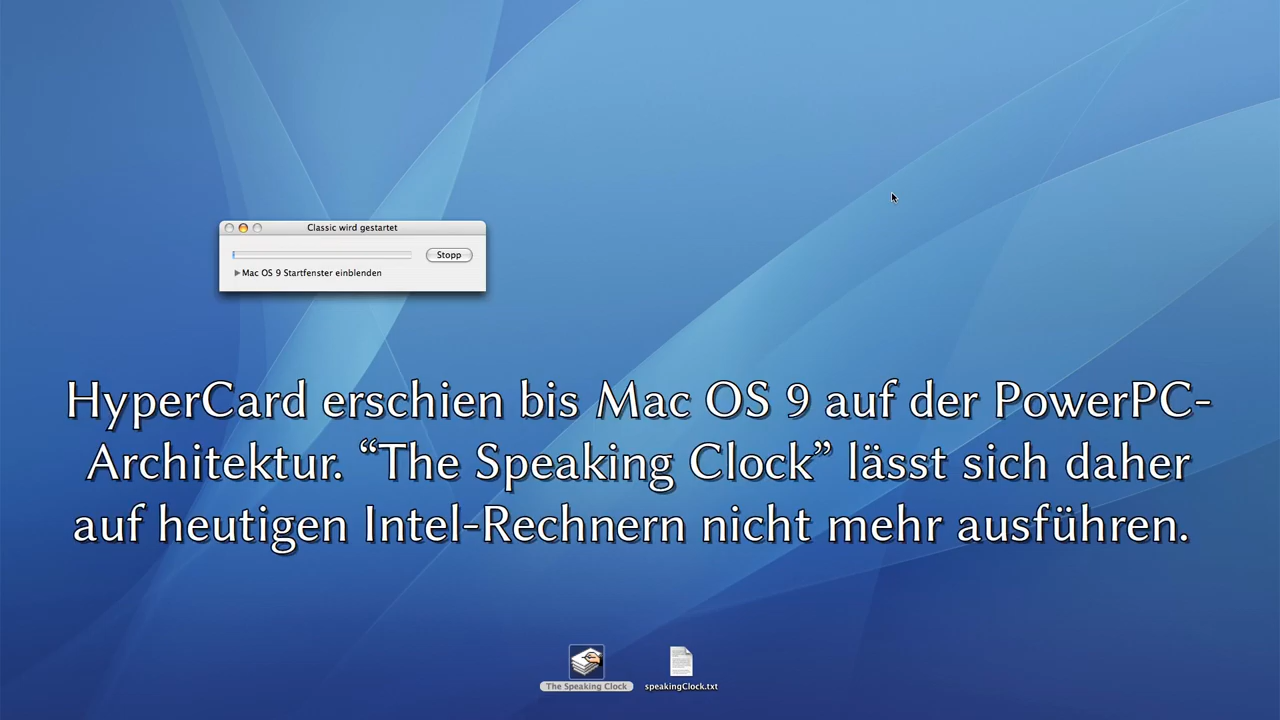 Classic wird gestartet
Stopp
Mac OS 9 Startfenster einblenden
HyperCard erschien bis Mac OS 9 auf der PowerPC-
Architektur. “The Speaking Clock” lässt sich daher
auf heutigen Intel-Rechnern nicht mehr ausführen.
The Speaking Clock
speakingClock.txt